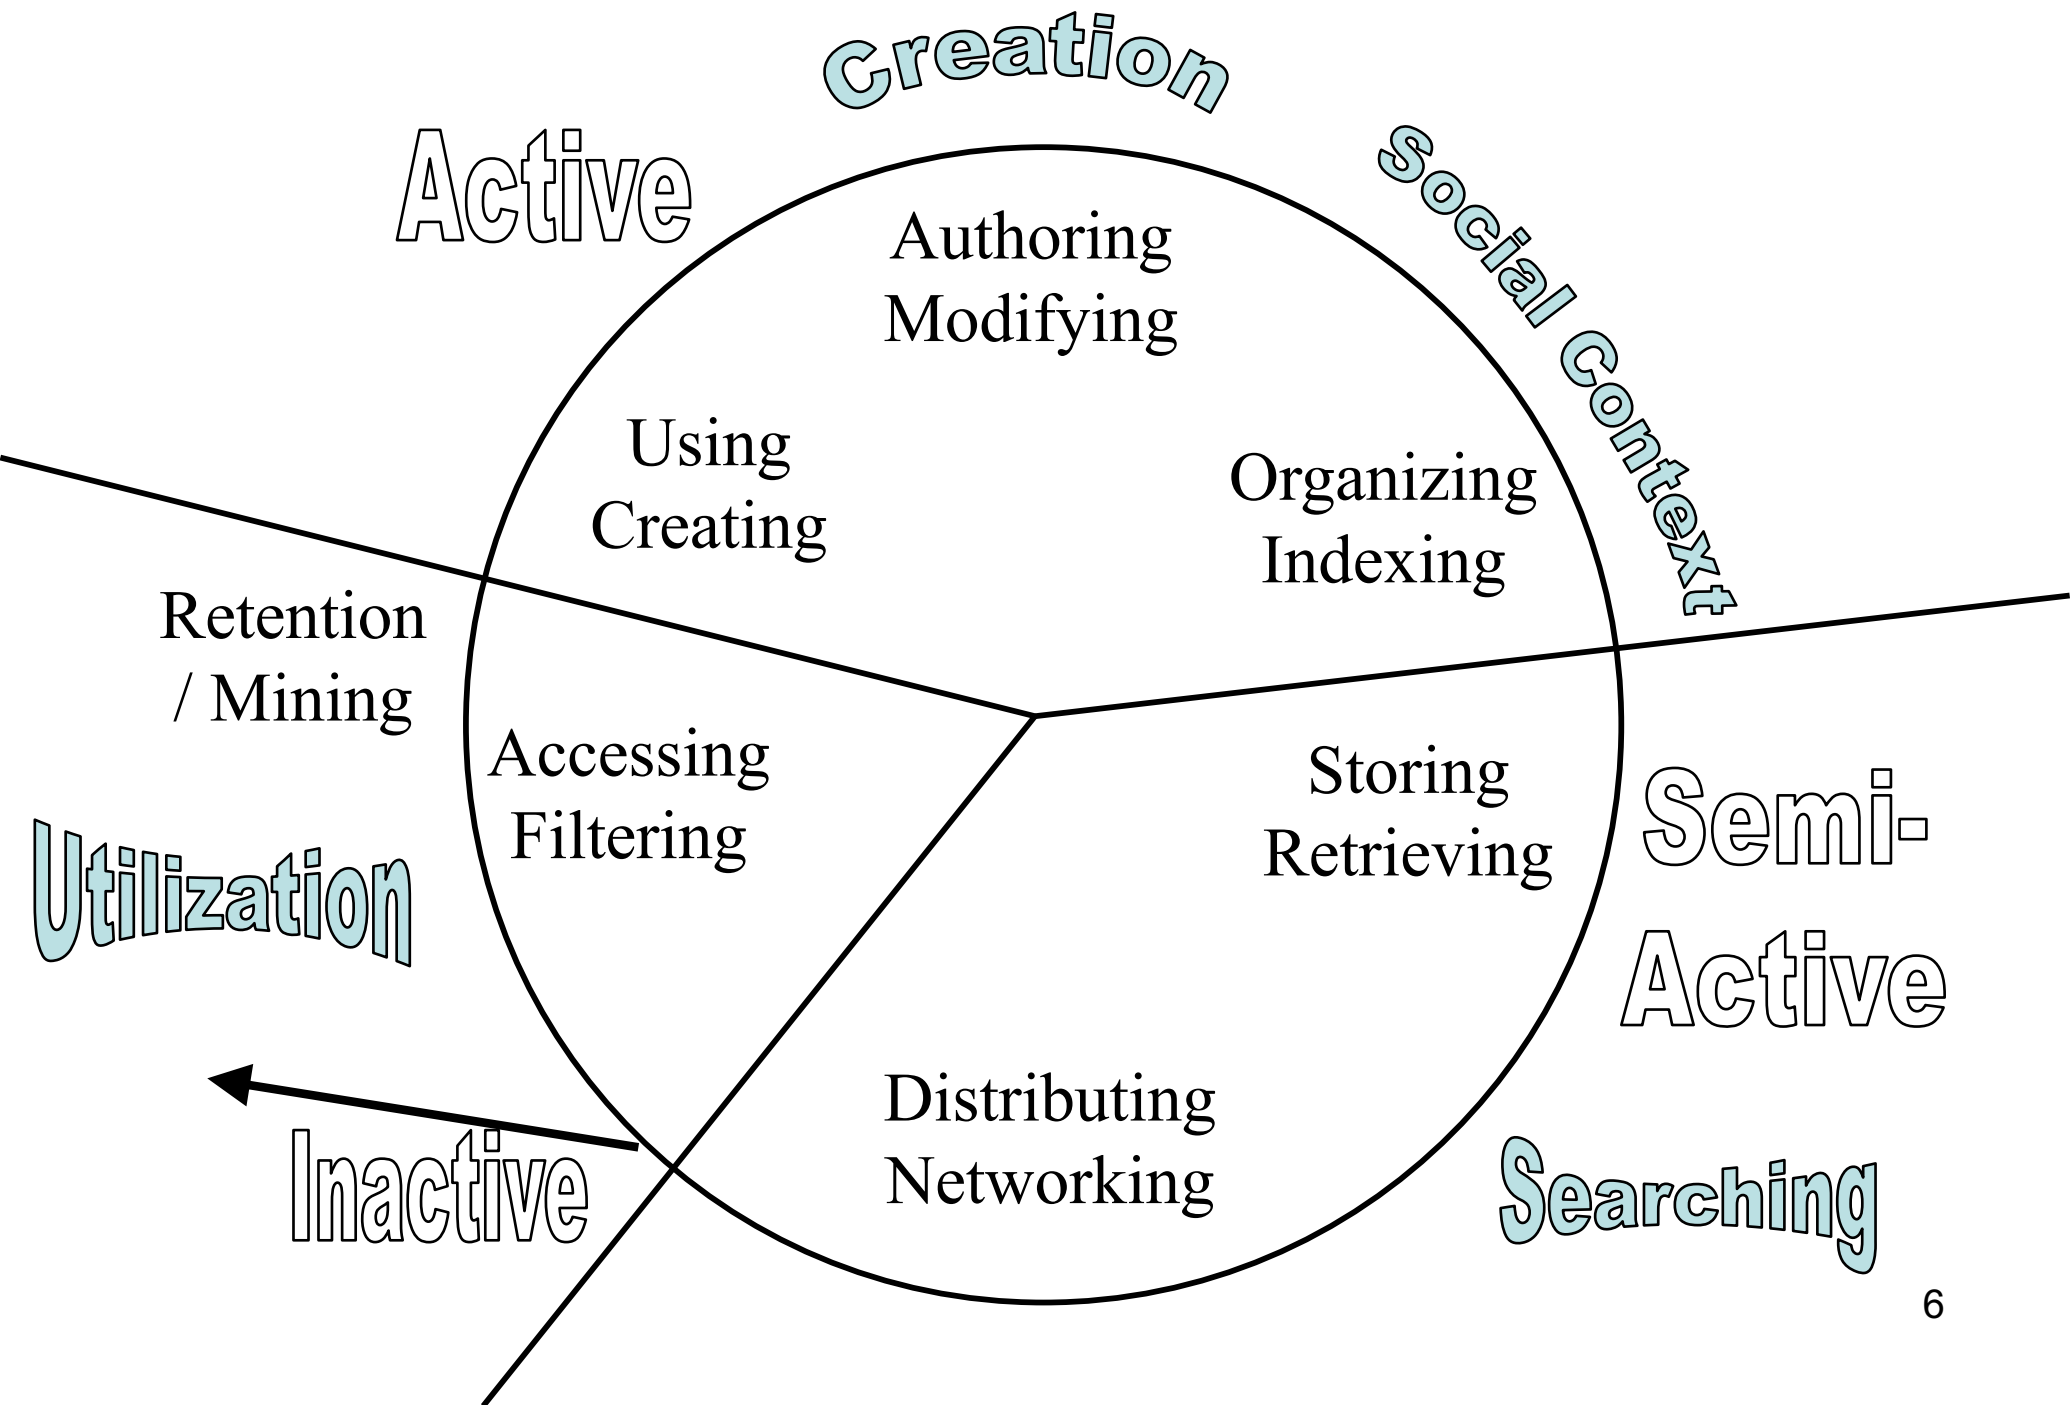 Creation
Active
Social Context
Authoring
Modifying
Using
Creating
Organizing
Indexing
Retention
/ Mining
Accessing
Filtering
Storing
Retrieving
Semi-
Active
Utilization
Distributing
Networking
Inactive
Searching
6